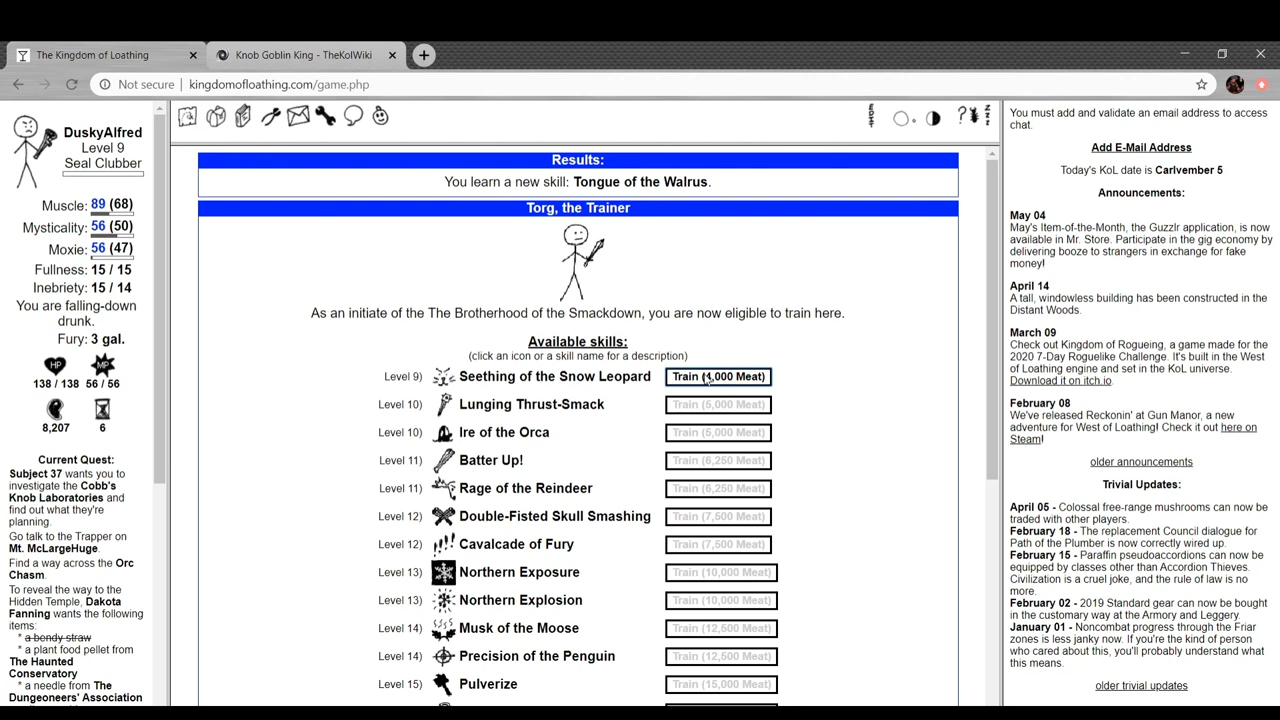 The Kingdom of Loathing
Knob Goblin King - TheKolWiki
Not secure | kingdomofloathing.com/game.php
DuskyAlfred
Level 9
Seal Clubber
Muscle: 89 (68)
Mysticality: 56 (50)
Moxie: 56 (47)
Fullness: 15 / 15
Inebriety: 15 / 14
You are falling-down
drunk.
Fury: 3 gal.
HP
MP
138 / 138 56 / 56
8,207 6
Current Quest:
Subject 37 wants you to
investigate the Cobb's
Knob Laboratories and
find out what they're
planning.
Go talk to the Trapper on
Mt. McLargeHuge.
Find a way across the Orc
Chasm.
To reveal the way to the
Hidden Temple, Dakota
Fanning wants the following
items:
* a bendy straw
* a plant food pellet from
The Haunted
Conservatory
* a needle from The
Dungeoneers' Association
Results:
You learn a new skill: Tongue of the Walrus.
Torg, the Trainer
As an initiate of the The Brotherhood of the Smackdown, you are now eligible to train here.
Available skills:
(click an icon or a skill name for a description)
Level 9) Seething of the Snow Leopard Train (4,000 Meat)
Level 10) Lunging Thrust-Smack Train (5,000 Meat)
Level 10) Ire of the Orca Train (5,000 Meat)
Level 11) Batter Up! Train (6,250 Meat)
Level 11) Rage of the Reindeer Train (6,250 Meat)
Level 12) Double-Fisted Skull Smashing Train (7,500 Meat)
Level 12) Cavalcade of Fury Train (7,500 Meat)
Level 13) Northern Exposure Train (10,000 Meat)
Level 13) Northern Explosion Train (10,000 Meat)
Level 14) Musk of the Moose Train (12,500 Meat)
Level 14) Precision of the Penguin Train (12,500 Meat)
Level 15) Pulverize Train (15,000 Meat)
You must add and validate an email address to access
chat.
Add E-Mail Address
Today's KoL date is Carlvember 5
Announcements:
May 04
May's Item-of-the-Month, the Guzzlr application, is now
available in Mr. Store. Participate in the gig economy by
delivering booze to strangers in exchange for fake
money!
April 14
A tall, windowless building has been constructed in the
Distant Woods.
March 09
Check out Kingdom of Rogueing, a game made for the
2020 7-Day Roguelike Challenge. It's built in the West
of Loathing engine and set in the KoL universe.
Download it on itch.io.
February 08
We've released Reckonin' at Gun Manor, a new
adventure for West of Loathing! Check it out here on
Steam!
older announcements
Trivial Updates:
April 05 - Colossal free-range mushrooms can now be
traded with other players.
February 18 - The replacement Council dialogue for
Path of the Plumber is now correctly wired up.
February 15 - Paraffin pseudoaccordions can now be
equipped by classes other than Accordion Thieves.
Civilization is a cruel joke, and the rule of law is no
more.
February 02 - 2019 Standard gear can now be bought
in the customary way at the Armory and Leggery.
January 01 - Noncombat progress through the Friar
zones is less janky now. If you're the kind of person
who cared about this, you'll probably understand what
this means.
older trivial updates